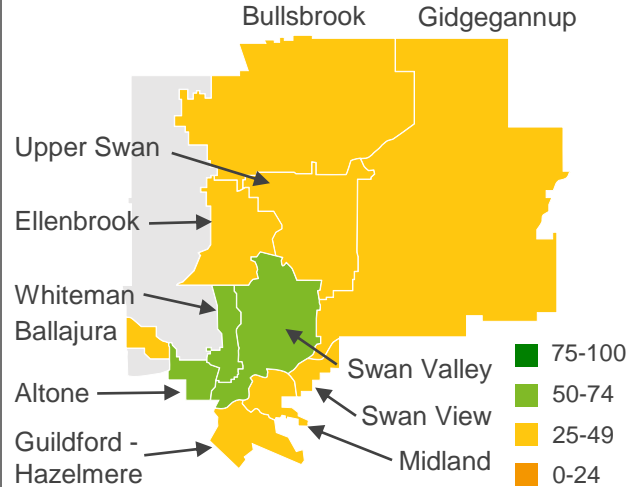 Bullsbrook
Gidgegannup
Upper Swan
Ellenbrook
Whiteman
Ballajura
Altone
Guildford -
Hazelmere
Swan Valley
Swan View
Midland
75-100
50-74
25-49
0-24